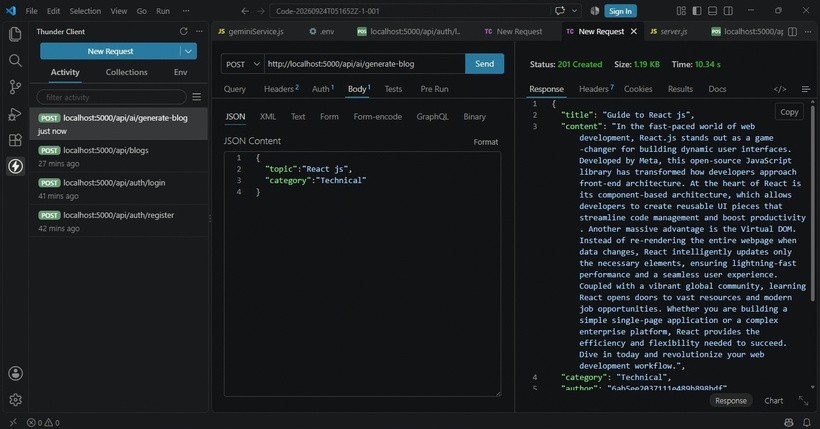 File Edit Selection View Go Run ···
Code-20260924T051652Z-1-001
Sign In
Thunder Client
New Request
Activity Collections Env
filter activity
POST localhost:5000/api/ai/generate-blog
just now
POST localhost:5000/api/blogs
27 mins ago
POST localhost:5000/api/auth/login
41 mins ago
POST localhost:5000/api/auth/register
42 mins ago
JS geminiService.js .env POST localhost:5000/api/auth/l... TC New Request TC New Request JS server.js POST localhost:5000/ap
POST http://localhost:5000/api/ai/generate-blog Send
Query Headers 2 Auth 1 Body 1 Tests Pre Run
JSON XML Text Form Form-encode GraphQL Binary
JSON Content Format
1 {
2 "topic":"React js",
3 "category":"Technical"
4 }
Status: 201 Created Size: 1.19 KB Time: 10.34 s
Response Headers 7 Cookies Results Docs
Copy
1 {
2 "title": "Guide to React js",
3 "content": "In the fast-paced world of web
development, React.js stands out as a game
-changer for building dynamic user interfaces.
Developed by Meta, this open-source JavaScript
library has transformed how developers approach
front-end architecture. At the heart of React is
its component-based architecture, which allows
developers to create reusable UI pieces that
streamline code management and boost productivity
. Another massive advantage is the Virtual DOM.
Instead of re-rendering the entire webpage when
data changes, React intelligently updates only
the necessary elements, ensuring lightning-fast
performance and a seamless user experience.
Coupled with a vibrant global community, learning
React opens doors to vast resources and modern
job opportunities. Whether you are building a
simple single-page application or a complex
enterprise platform, React provides the
efficiency and flexibility needed to succeed.
Dive in today and revolutionize your web
development workflow.",
4 "category": "Technical",
5 "author":
Response Chart
0 0